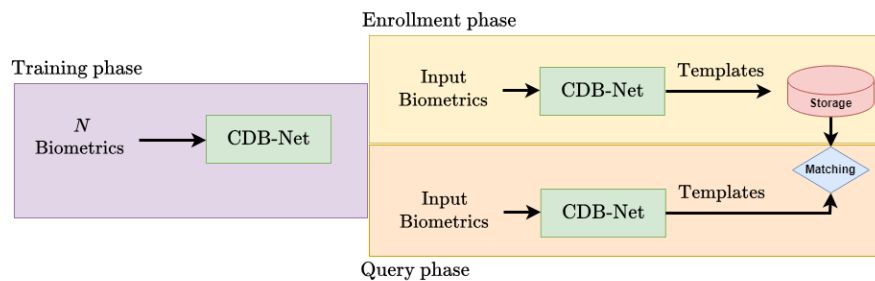 Training phase
N
Biometrics
CDB-Net
Enrollment phase
Input
Biometrics
CDB-Net
Templates
Storage
Matching
Input
Biometrics
CDB-Net
Templates
Query phase